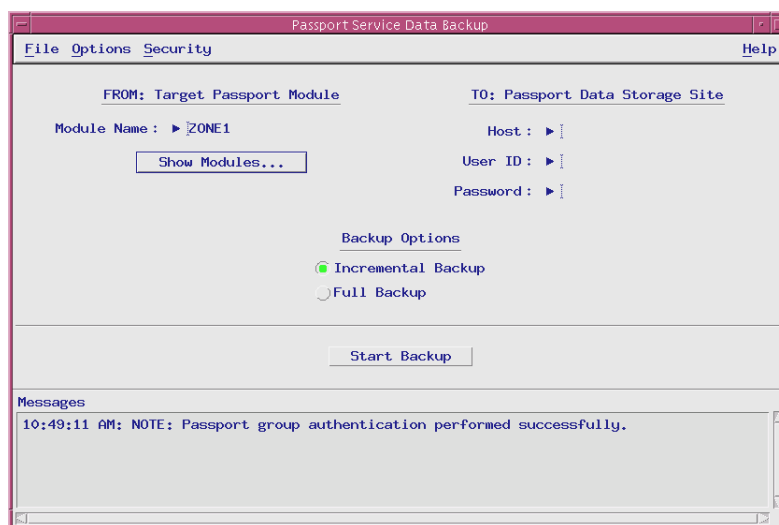 Passport Service Data Backup
File Options Security Help
FROM: Target Passport Module
TO: Passport Data Storage Site
Module Name: ZONE1
Show Modules...
Host:
User ID:
Password:
Backup Options
Incremental Backup
Full Backup
Start Backup
Messages
10:49:11 AM: NOTE: Passport group authentication performed successfully.